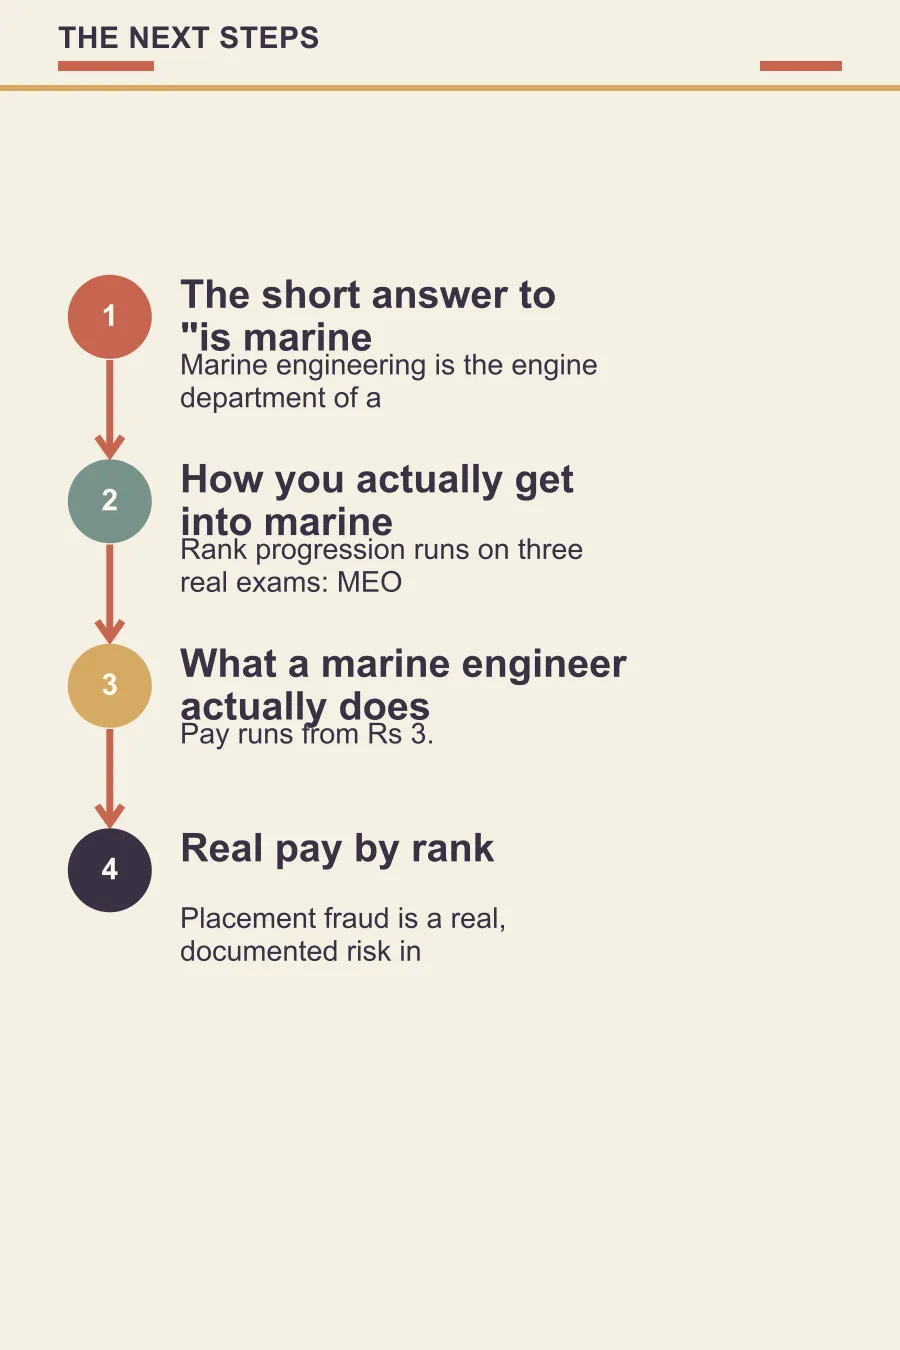 THE NEXT STEPS
1
The short answer to
"is marine
Marine engineering is the engine
department of a
2
How you actually get
into marine
Rank progression runs on three
real exams: MEO
3
What a marine engineer
actually does
Pay runs from Rs 3.
4
Real pay by rank
Placement fraud is a real,
documented risk in